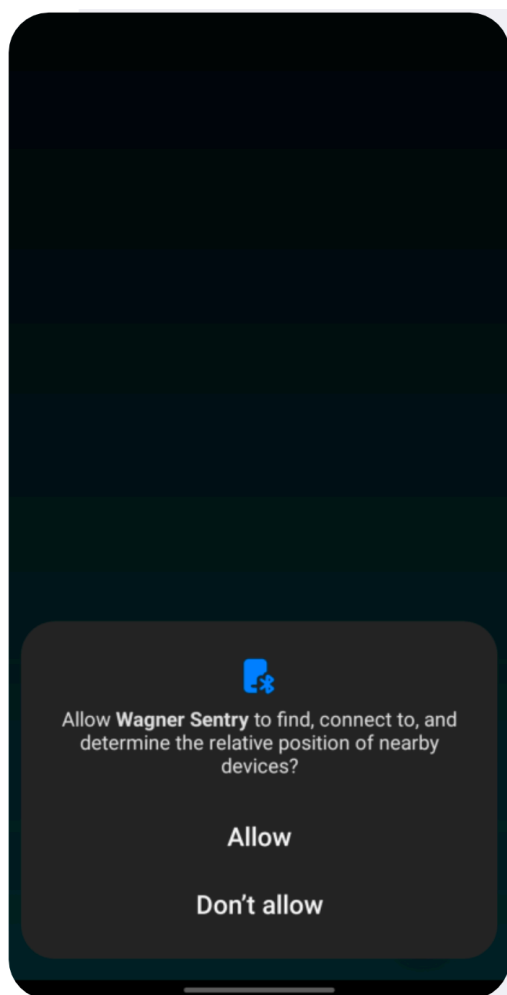 Allow Wagner Sentry to find, connect to, and
determine the relative position of nearby
devices?
Allow
Don’t allow